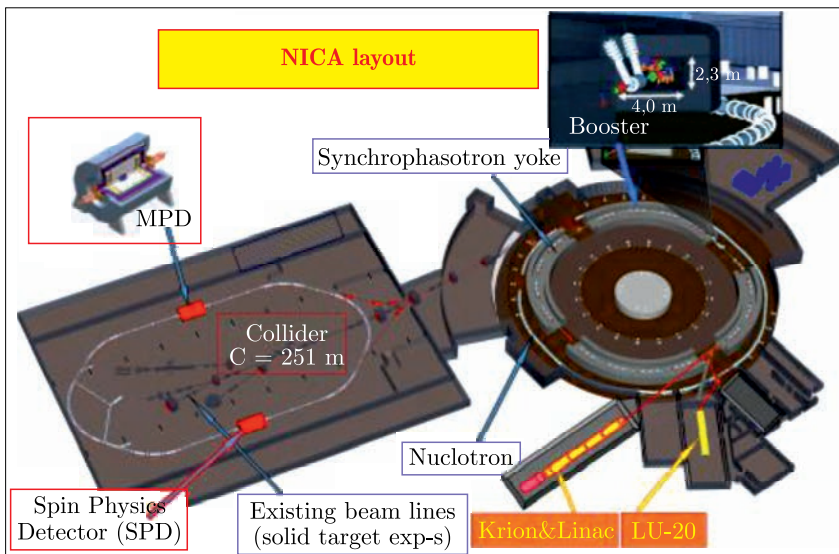 NICA layout
2,3 m
4,0 m
Booster
Synchrophasotron yoke
MPD
Collider
C = 251 m
Nuclotron
Spin Physics
Detector (SPD)
Existing beam lines
(solid target exp-s)
Krion&Linac
LU-20